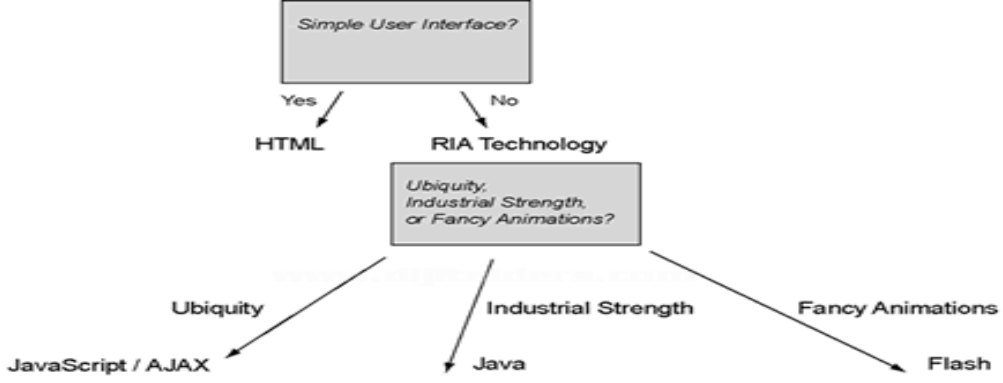 Simple User Interface?
Yes
No
HTML
RIA Technology
Ubiquity,
Industrial Strength,
or Fancy Animations?
Ubiquity
Industrial Strength
Fancy Animations
JavaScript / AJAX
Java
Flash